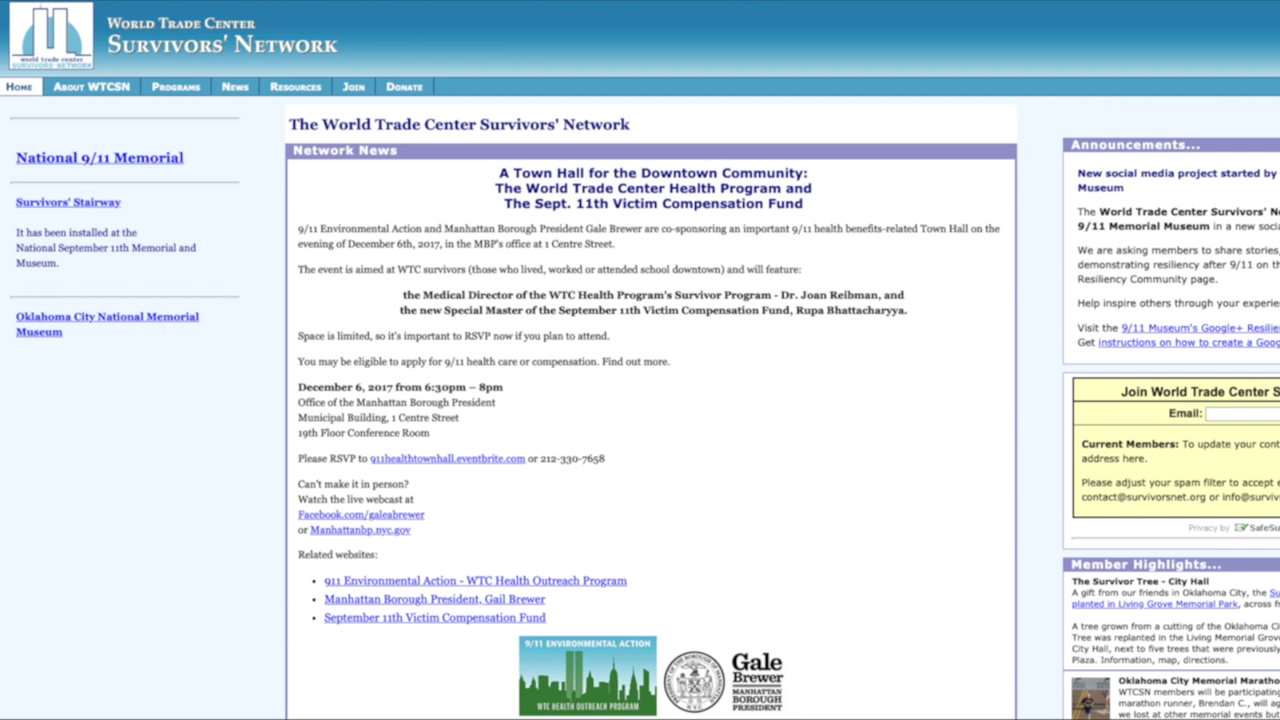 World Trade Center
Survivors' Network
world trade center
SURVIVORS' NETWORK
Home
About WTCSN
Programs
News
Resources
Join
Donate
National 9/11 Memorial
Survivors' Stairway
It has been installed at the
National September 11th Memorial and
Museum.
Oklahoma City National Memorial
Museum
The World Trade Center Survivors' Network
Network News
A Town Hall for the Downtown Community:
The World Trade Center Health Program and
The Sept. 11th Victim Compensation Fund
9/11 Environmental Action and Manhattan Borough President Gale Brewer are co-sponsoring an important 9/11 health benefits-related Town Hall on the
evening of December 6th, 2017, in the MBP's office at 1 Centre Street.
The event is aimed at WTC survivors (those who lived, worked or attended school downtown) and will feature:
the Medical Director of the WTC Health Program's Survivor Program - Dr. Joan Reibman, and
the new Special Master of the September 11th Victim Compensation Fund, Rupa Bhattacharyya.
Space is limited, so it's important to RSVP now if you plan to attend.
You may be eligible to apply for 9/11 health care or compensation. Find out more.
December 6, 2017 from 6:30pm – 8pm
Office of the Manhattan Borough President
Municipal Building, 1 Centre Street
19th Floor Conference Room
Please RSVP to 911healthtownhall.eventbrite.com or 212-330-7658
Can't make it in person?
Watch the live webcast at
Facebook.com/galeabrewer
or Manhattanbp.nyc.gov
Related websites:
• 911 Environmental Action - WTC Health Outreach Program
• Manhattan Borough President, Gail Brewer
• September 11th Victim Compensation Fund
9/11 ENVIRONMENTAL ACTION
WTC HEALTH OUTREACH PROGRAM
Gale
Brewer
MANHATTAN
BOROUGH
PRESIDENT
Announcements...
New social media project started by
Museum
The World Trade Center Survivors' N
9/11 Memorial Museum in a new soci
We are asking members to share stories,
demonstrating resiliency after 9/11 on th
Resiliency Community page.
Help inspire others through your experie
Visit the 9/11 Museum's Google+ Resilie
Get instructions on how to create a Goog
Join World Trade Center S
Email:
Current Members: To update your cont
address here.
Please adjust your spam filter to accept e
contact@survivorsnet.org or info@surviv
Privacy by SafeSu
Member Highlights...
The Survivor Tree - City Hall
A gift from our friends in Oklahoma City, the Su
planted in Living Grove Memorial Park, across f
A tree grown from a cutting of the Oklahoma Ci
Tree was replanted in the Living Memorial Grov
City Hall, next to five trees that were previously
Plaza. Information, map, directions.
Oklahoma City Memorial Maratho
WTCSN members will be participating
marathon runner, Brendan C., will ag
we lost at other memorial events but